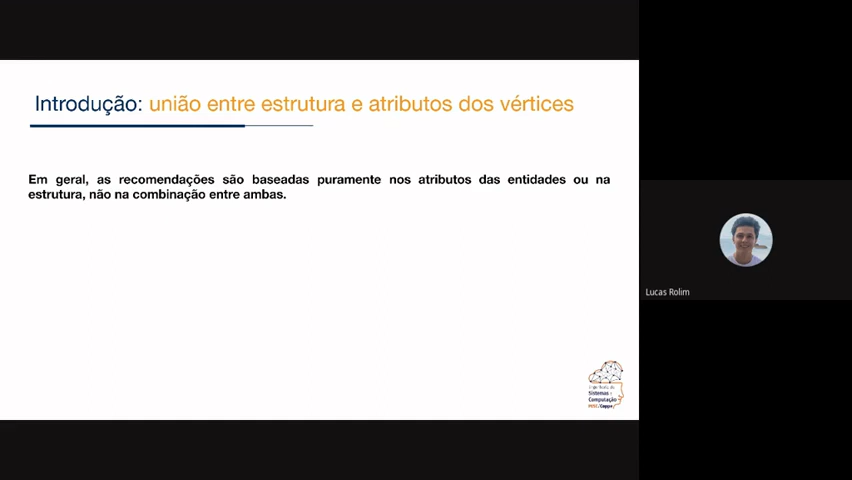 Introdução: união entre estrutura e atributos dos vértices
Em geral, as recomendações são baseadas puramente nos atributos das entidades ou na
estrutura, não na combinação entre ambas.
Lucas Rolim
Sistemas e
Computação